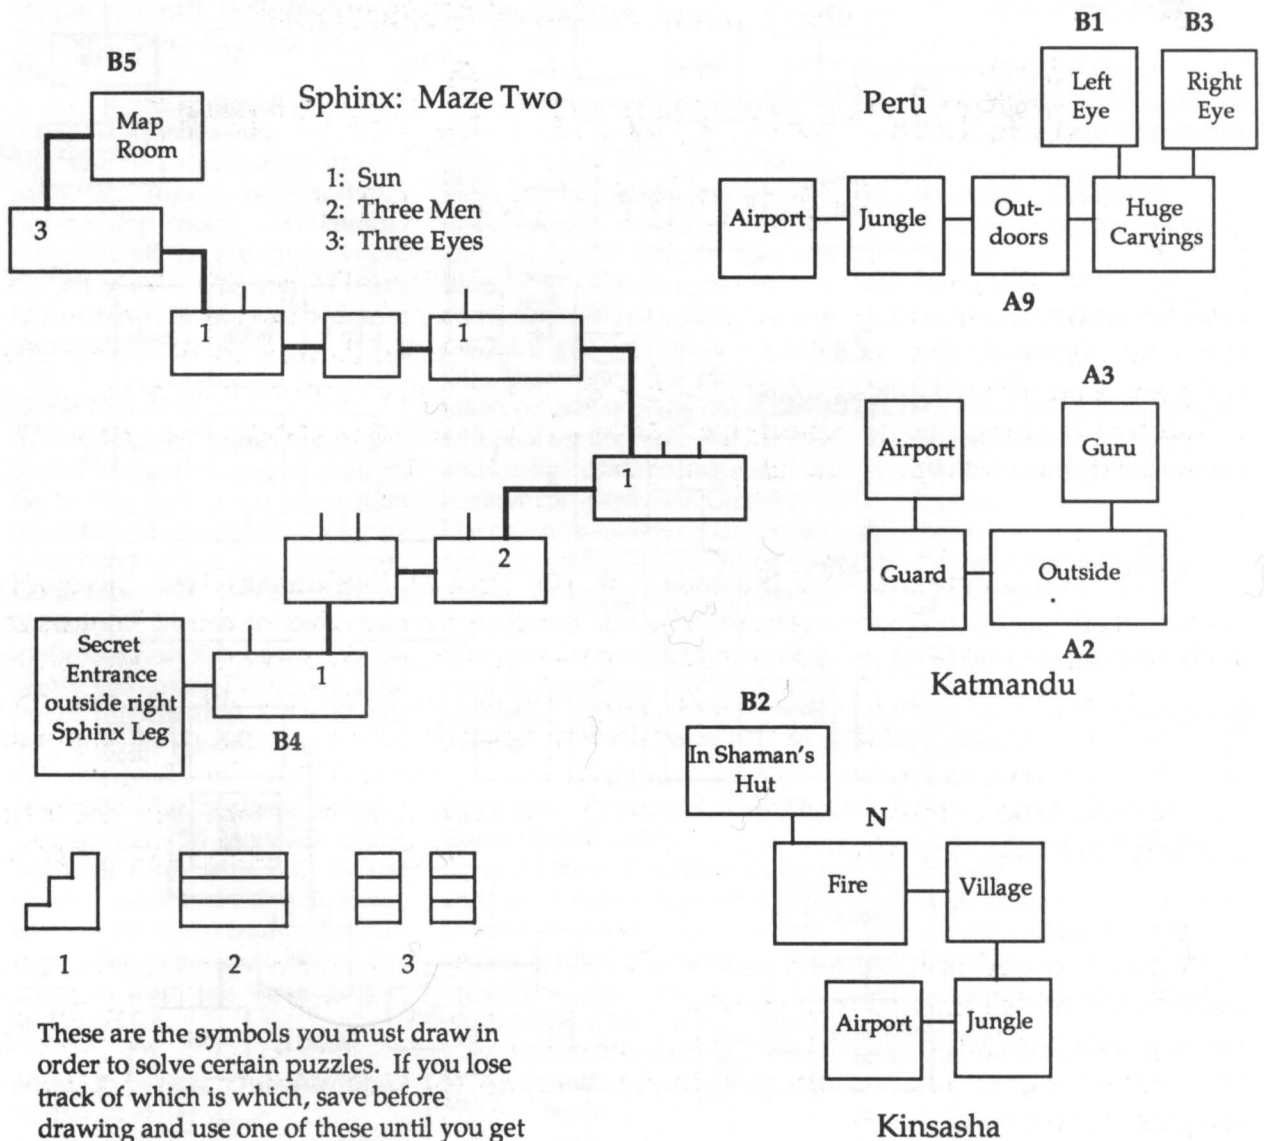 B5
Map
Room
3
Sphinx: Maze Two
1: Sun
2: Three Men
3: Three Eyes
1
1
1
2
1
Secret
Entrance
outside right
Sphinx Leg
B4
1
2
3
These are the symbols you must draw in
order to solve certain puzzles. If you lose
track of which is which, save before
drawing and use one of these until you get
Peru
B1
B3
Left
Eye
Right
Eye
Airport
Jungle
Out-
doors
Huge
Carvings
A9
A3
Airport
Guru
Guard
Outside
A2
Katmandu
B2
In Shaman's
Hut
N
Fire
Village
Airport
Jungle
Kinsasha